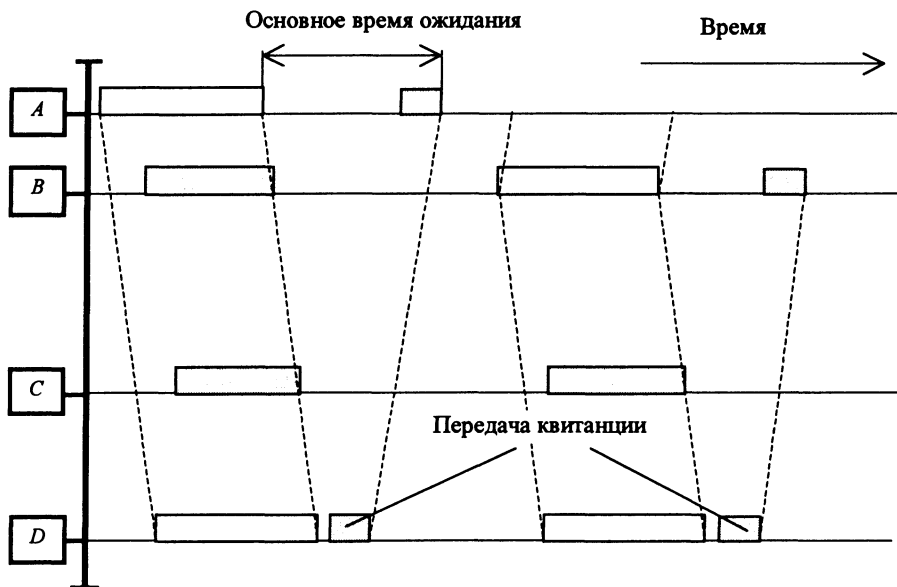 Основное время ожидания
Время
A
B
C
Передача квитанции
D